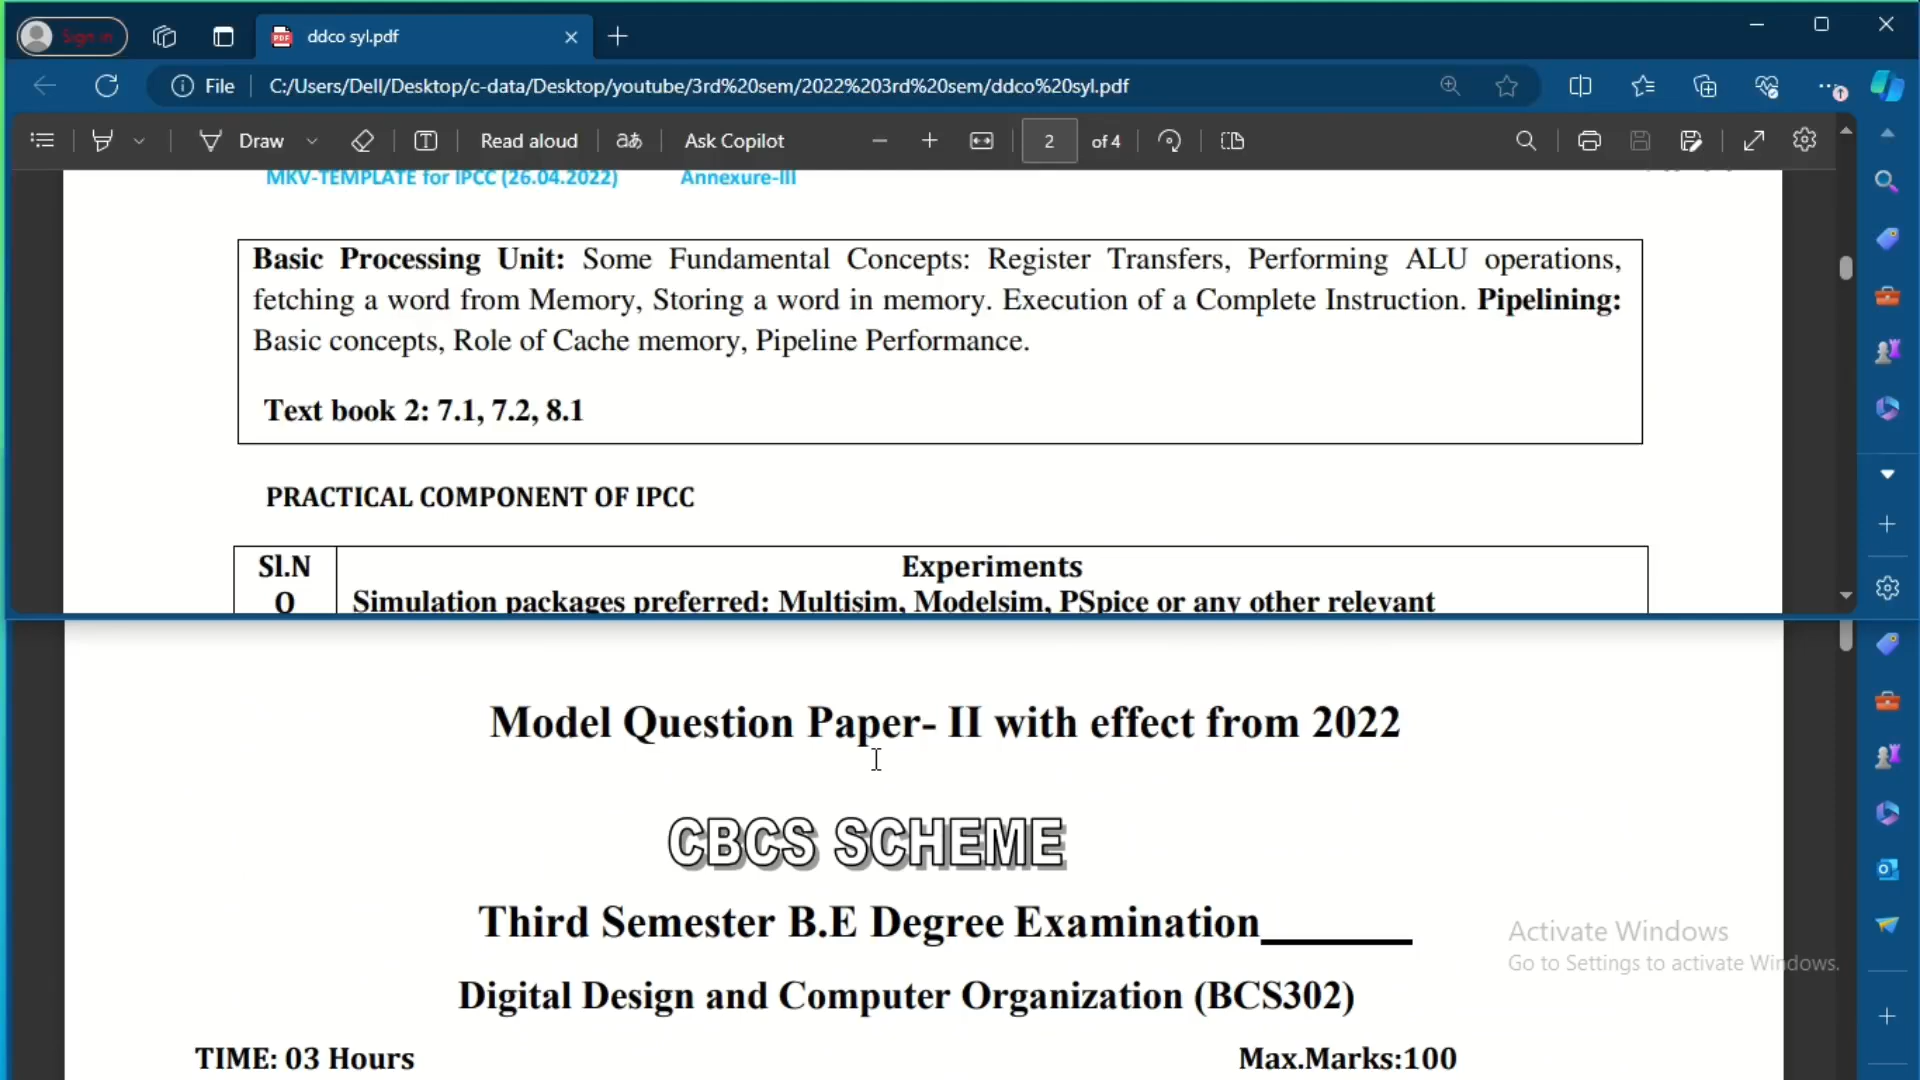 Sign in
ddco syl.pdf
File
C:/Users/Dell/Desktop/c-data/Desktop/youtube/3rd%20sem/2022%203rd%20sem/ddco%20syl.pdf
Draw
Read aloud
Ask Copilot
2
of 4
MKV-TEMPLATE for IPCC (26.04.2022) Annexure-III
Basic Processing Unit: Some Fundamental Concepts: Register Transfers, Performing ALU operations,
fetching a word from Memory, Storing a word in memory. Execution of a Complete Instruction. Pipelining:
Basic concepts, Role of Cache memory, Pipeline Performance.
Text book 2: 7.1, 7.2, 8.1
PRACTICAL COMPONENT OF IPCC
Sl.N
O
Experiments
Simulation packages preferred: Multisim, Modelsim, PSpice or any other relevant
Model Question Paper- II with effect from 2022
CBCS SCHEME
Third Semester B.E Degree Examination_______
Digital Design and Computer Organization (BCS302)
TIME: 03 Hours
Max.Marks:100
Activate Windows
Go to Settings to activate Windows.